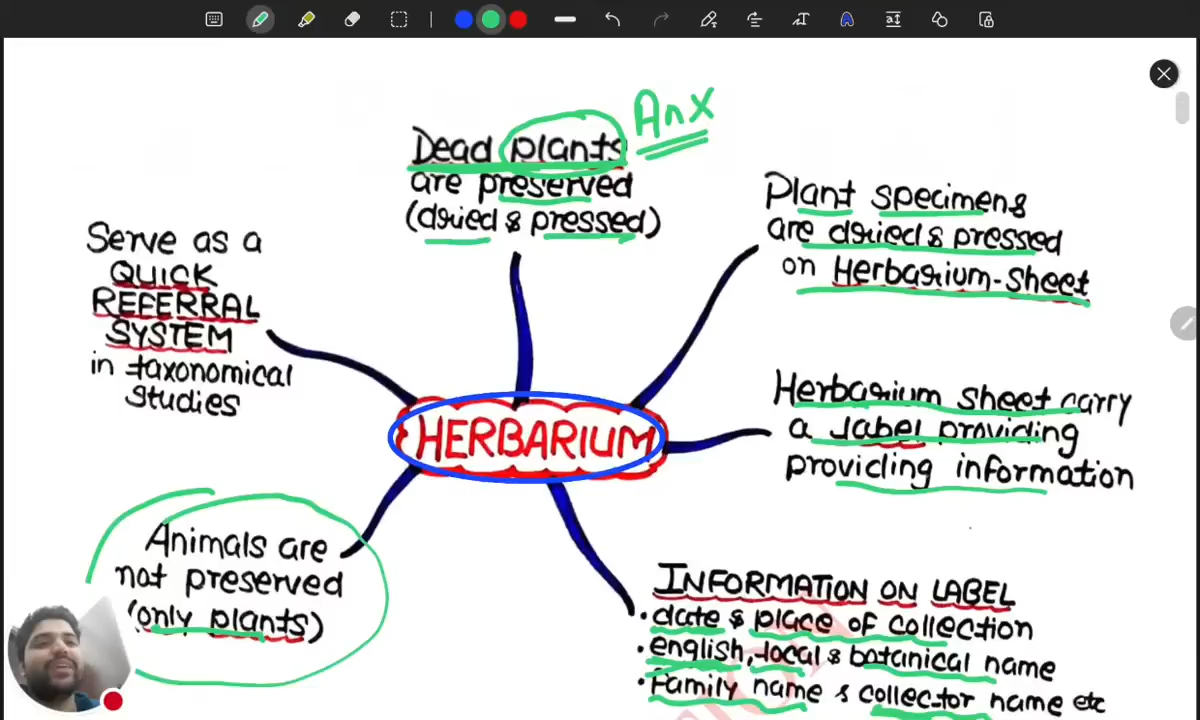 An X
Dead plants
are preserved
(dried & pressed)
Plant specimens
are dried & pressed
on Herbarium-sheet
Serve as a
QUICK
REFERRAL
SYSTEM
in taxonomical
studies
HERBARIUM
Herbarium sheet carry
a label providing
providing information
Animals are
not preserved
(only plants)
INFORMATION ON LABEL
• date & place of collection
• english, local & botanical name
• Family name & collector name etc